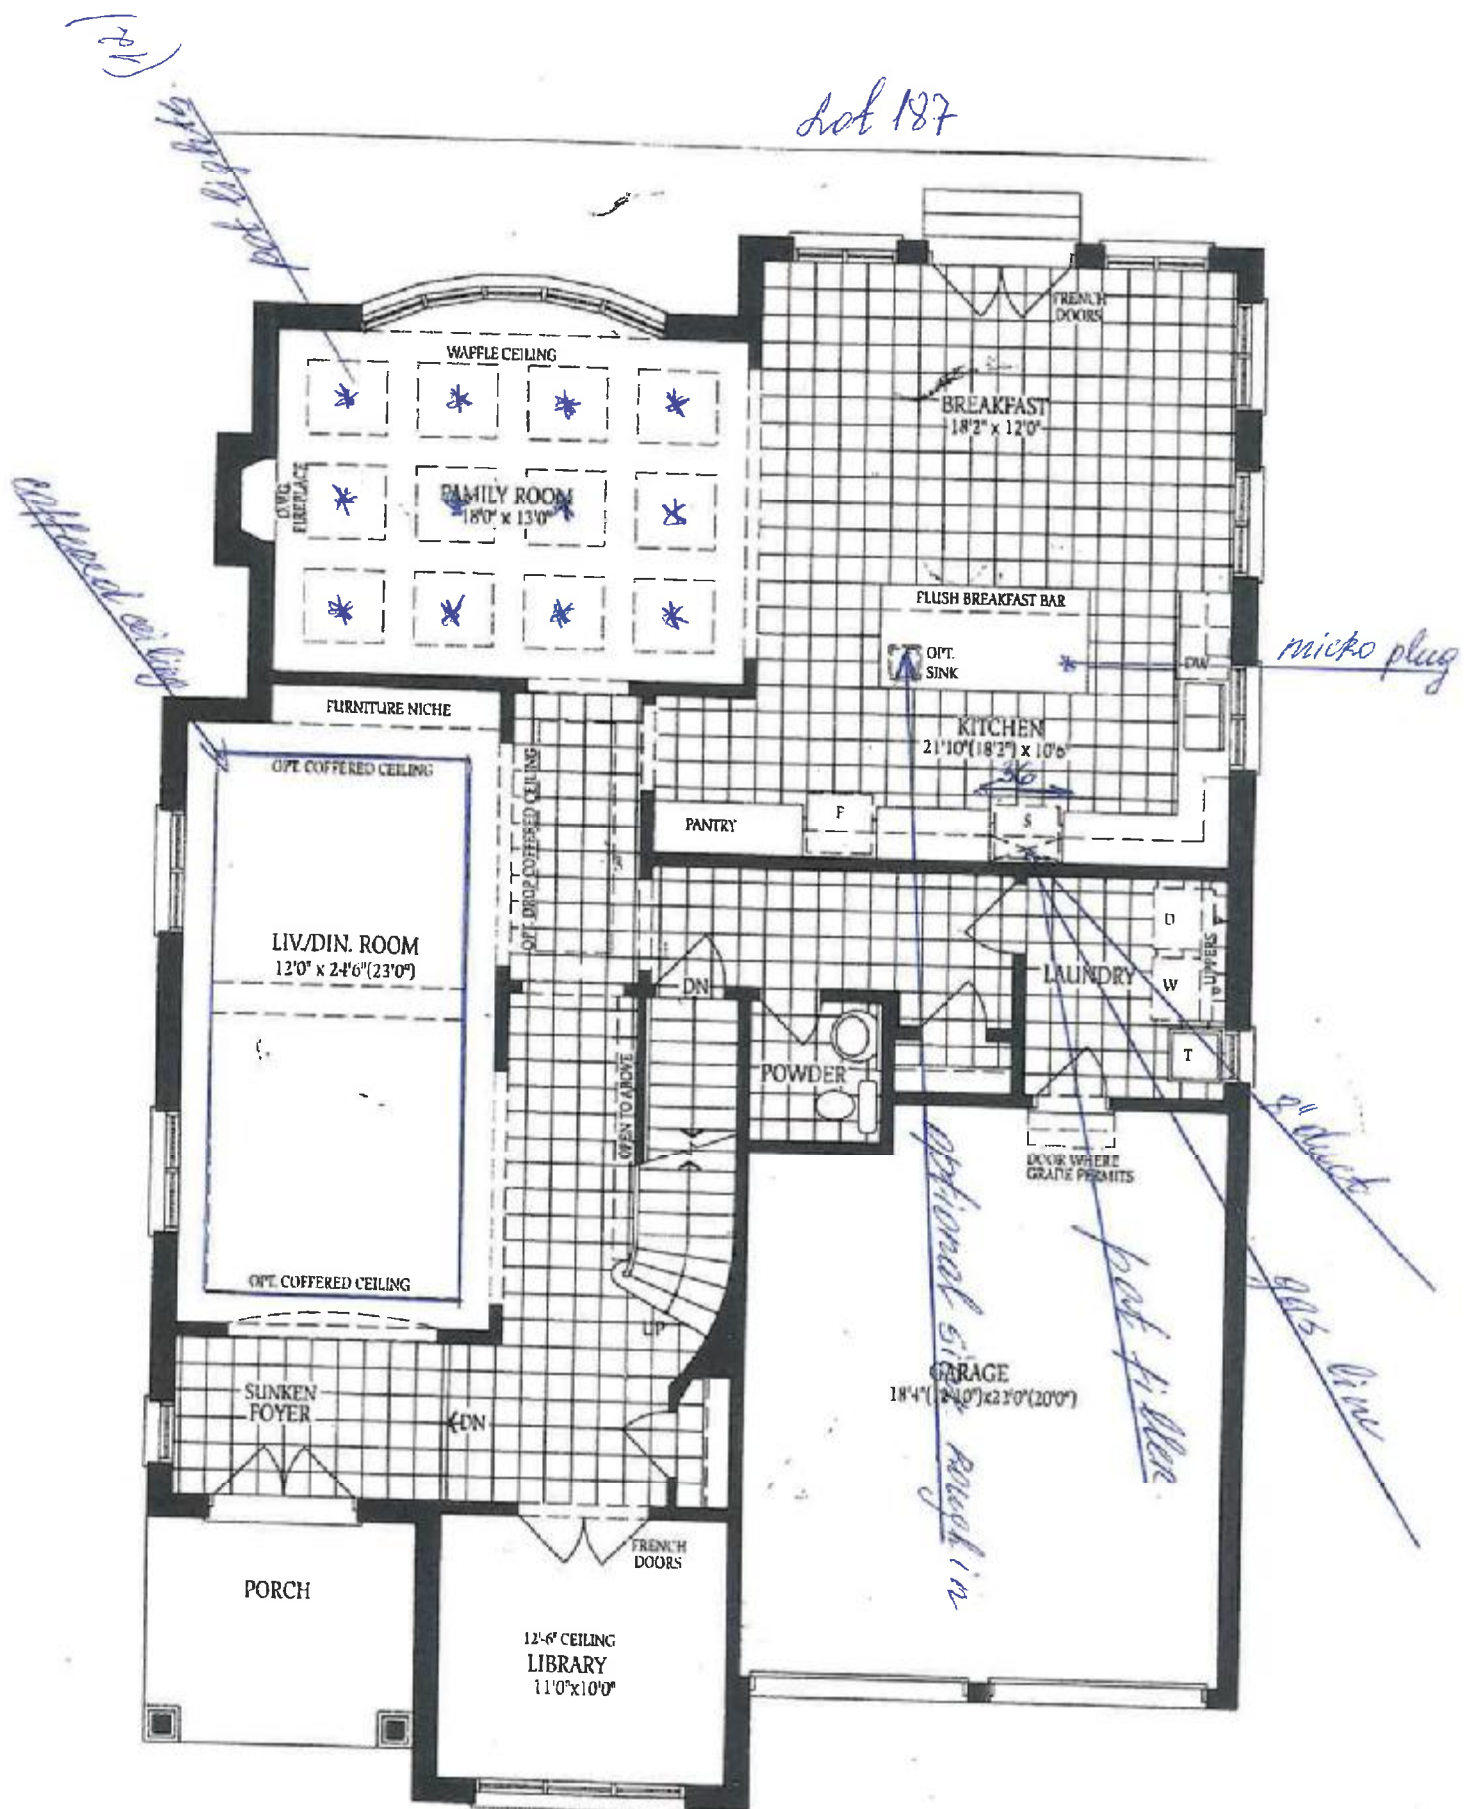 (12)
Lot 187
pot lights
FRENCH
DOORS
WAFFLE CEILING
BREAKFAST
18'2" x 12'0"
D.V.G.
FIREPLACE
FAMILY ROOM
18'0" x 13'0"
coffered ceiling
FLUSH BREAKFAST BAR
OPT.
SINK
DW
micro plug
FURNITURE NICHE
KITCHEN
21'10"(18'2") x 10'6"
36
OPT. COFFERED CEILING
OPT. DROP COFFERED CEILING
PANTRY
F
S
D
UPPERS
LIV./DIN. ROOM
12'0" x 24'6"(23'0")
LAUNDRY
W
DN
T
OPEN TO ABOVE
POWDER
8" duct
optional sink rough in
DOOR WHERE
GRADE PERMITS
pot filler
gas line
OPT. COFFERED CEILING
UP
GARAGE
SUNKEN
FOYER
DN
FRENCH
DOORS
PORCH
12'-6" CEILING
LIBRARY
11'0"x10'0"